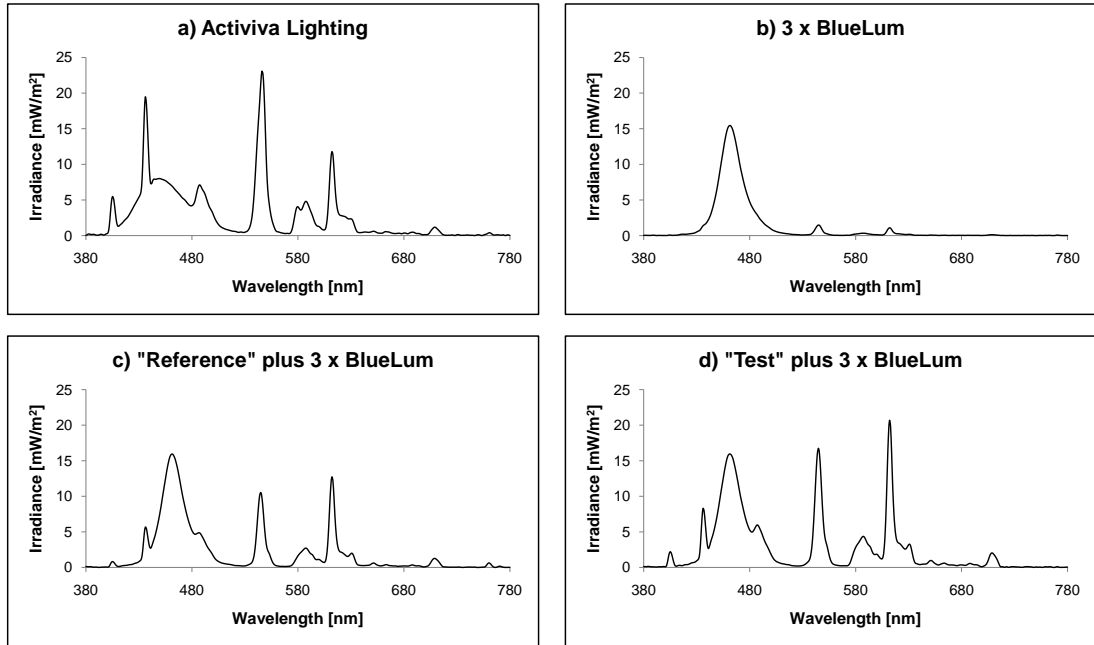 a) Activiva Lighting
25
20
15
10
5
0
380 480 580 680 780
Irradiance [mW/m²]
Wavelength [nm]
b) 3 x BlueLum
25
20
15
10
5
0
380 480 580 680 780
Irradiance [mW/m²]
Wavelength [nm]
c) "Reference" plus 3 x BlueLum
25
20
15
10
5
0
380 480 580 680 780
Irradiance [mW/m²]
Wavelength [nm]
d) "Test" plus 3 x BlueLum
25
20
15
10
5
0
380 480 580 680 780
Irradiance [mW/m²]
Wavelength [nm]